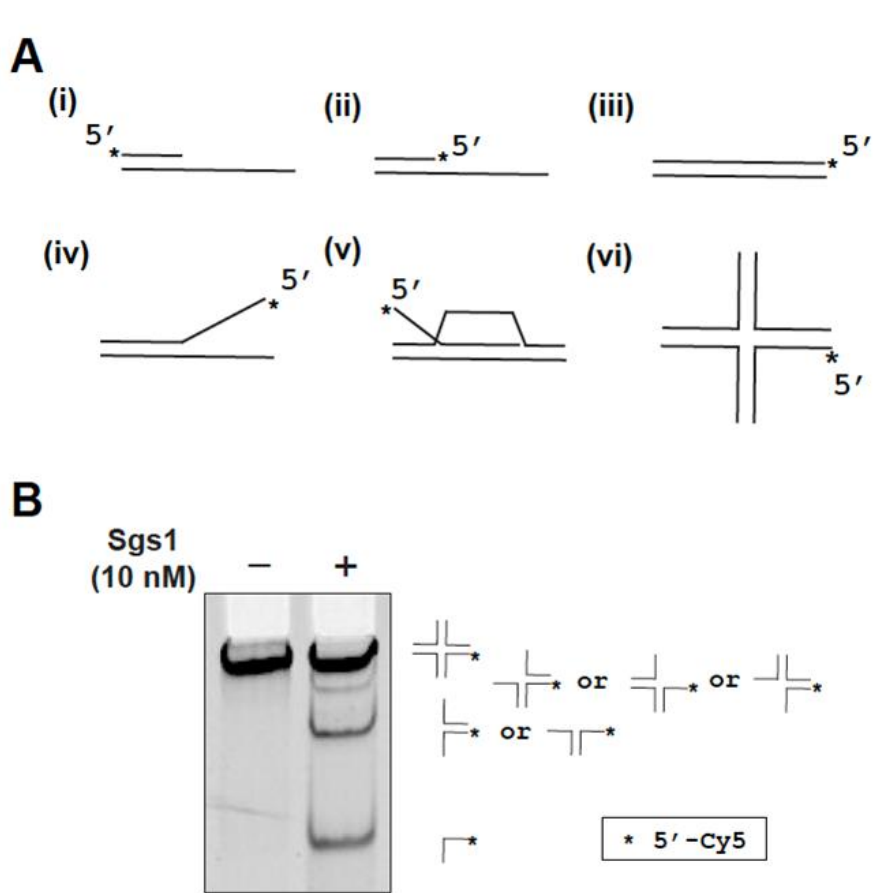 A
(i) (ii) (iii)
5′ * 5′ * 5′ *
(iv) (v) (vi)
5′ * 5′ * * 5′
B
Sgs1 − +
(10 nM)
*
* or * or *
* or *
*
* 5′-Cy5